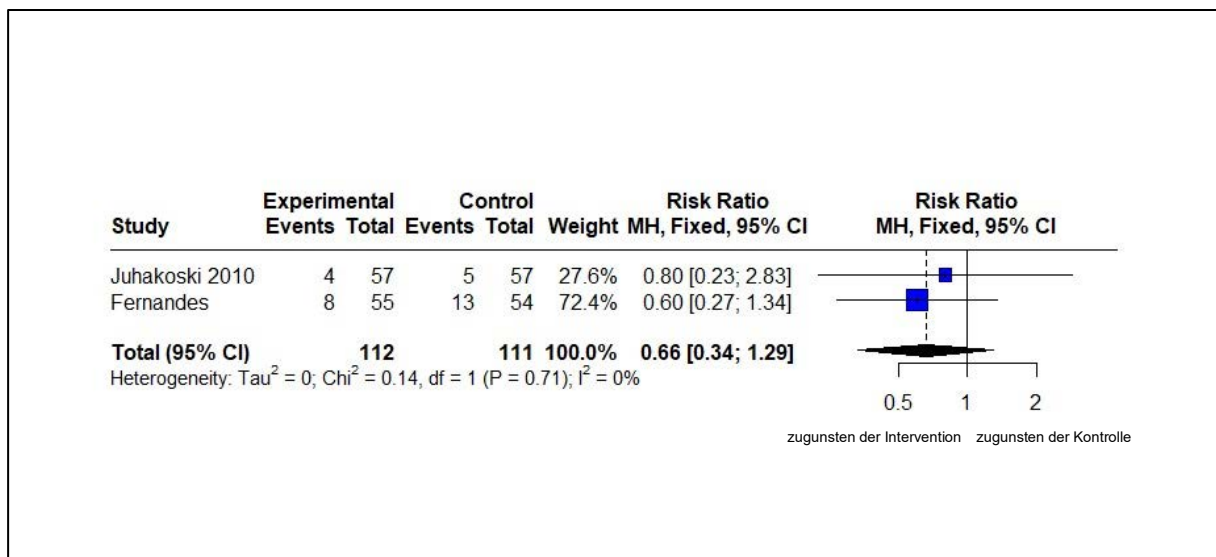 Experimental Control Risk Ratio Risk Ratio
Study Events Total Events Total Weight MH, Fixed, 95% CI MH, Fixed, 95% CI
Juhakoski 2010 4 57 5 57 27.6% 0.80 [0.23; 2.83]
Fernandes 8 55 13 54 72.4% 0.60 [0.27; 1.34]
Total (95% CI) 112 111 100.0% 0.66 [0.34; 1.29]
Heterogeneity: Tau² = 0; Chi² = 0.14, df = 1 (P = 0.71); I² = 0%
0.5 1 2
zugunsten der Intervention zugunsten der Kontrolle